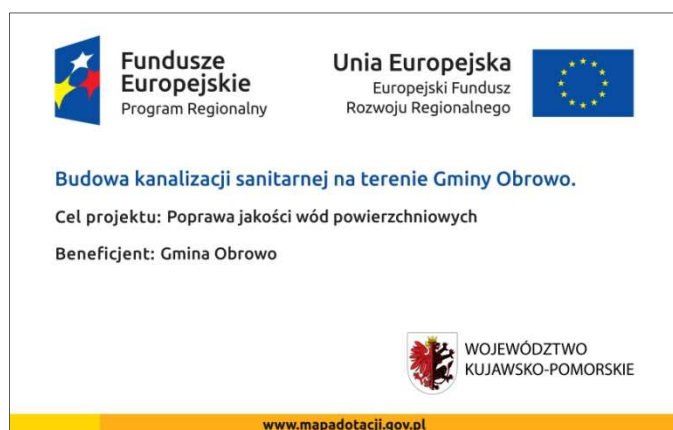 Fundusze
Europejskie
Program Regionalny
Unia Europejska
Europejski Fundusz
Rozwoju Regionalnego
Budowa kanalizacji sanitarnej na terenie Gminy Obrowo.
Cel projektu: Poprawa jakości wód powierzchniowych
Beneficjent: Gmina Obrowo
WOJEWÓDZTWO
KUJAWSKO-POMORSKIE
www.mapadotacji.gov.pl